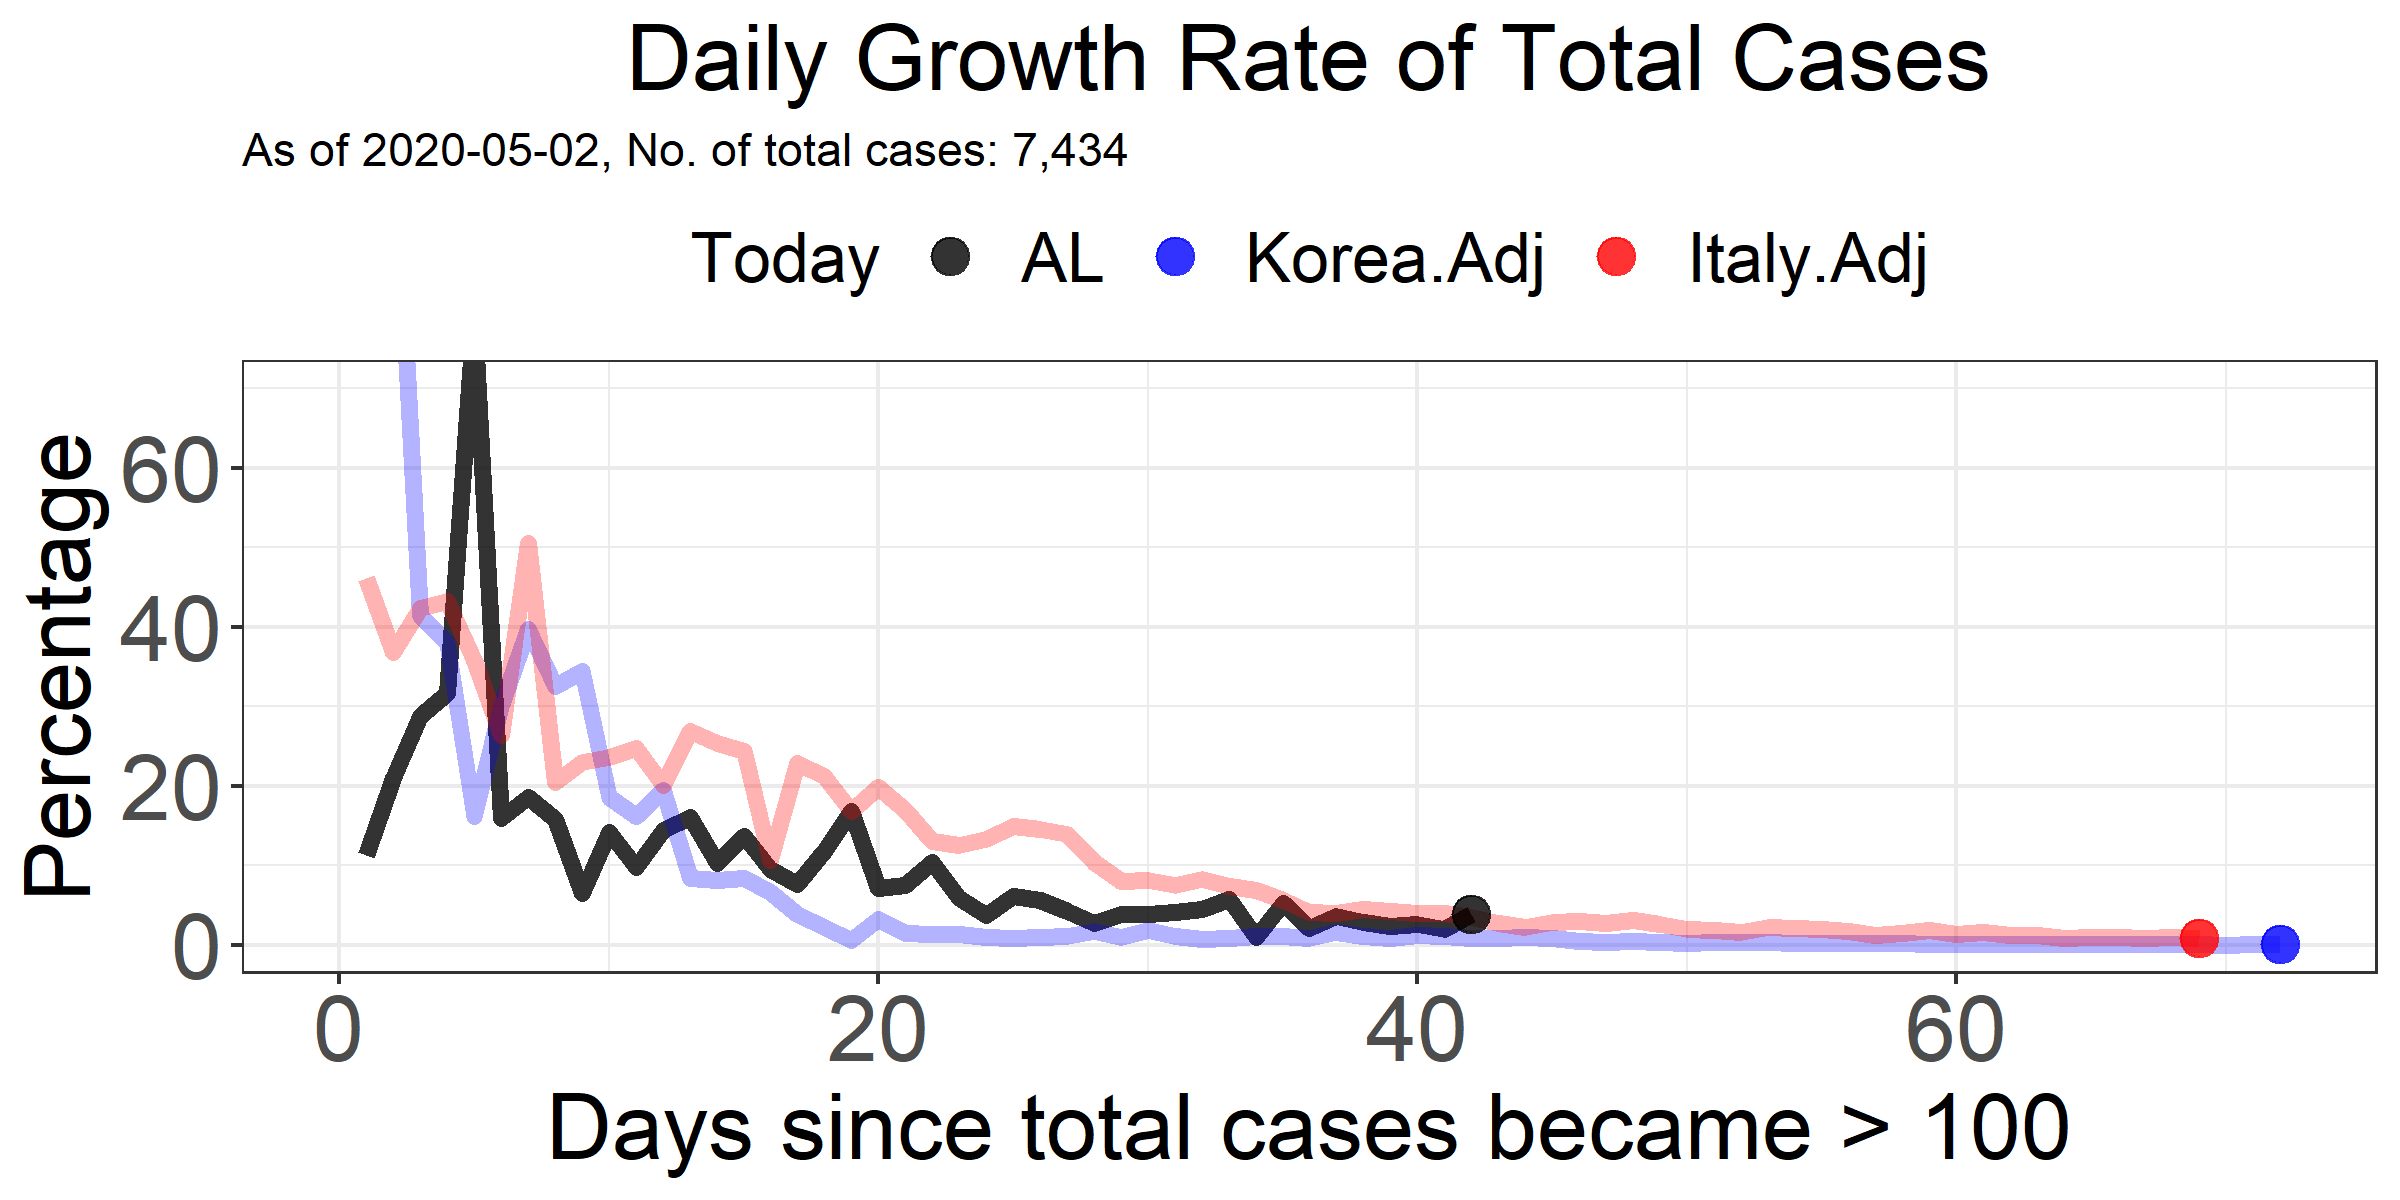 Daily Growth Rate of Total Cases
As of 2020-05-02, No. of total cases: 7,434
Today AL Korea.Adj Italy.Adj
Percentage
60
40
20
0
0 20 40 60
Days since total cases became > 100